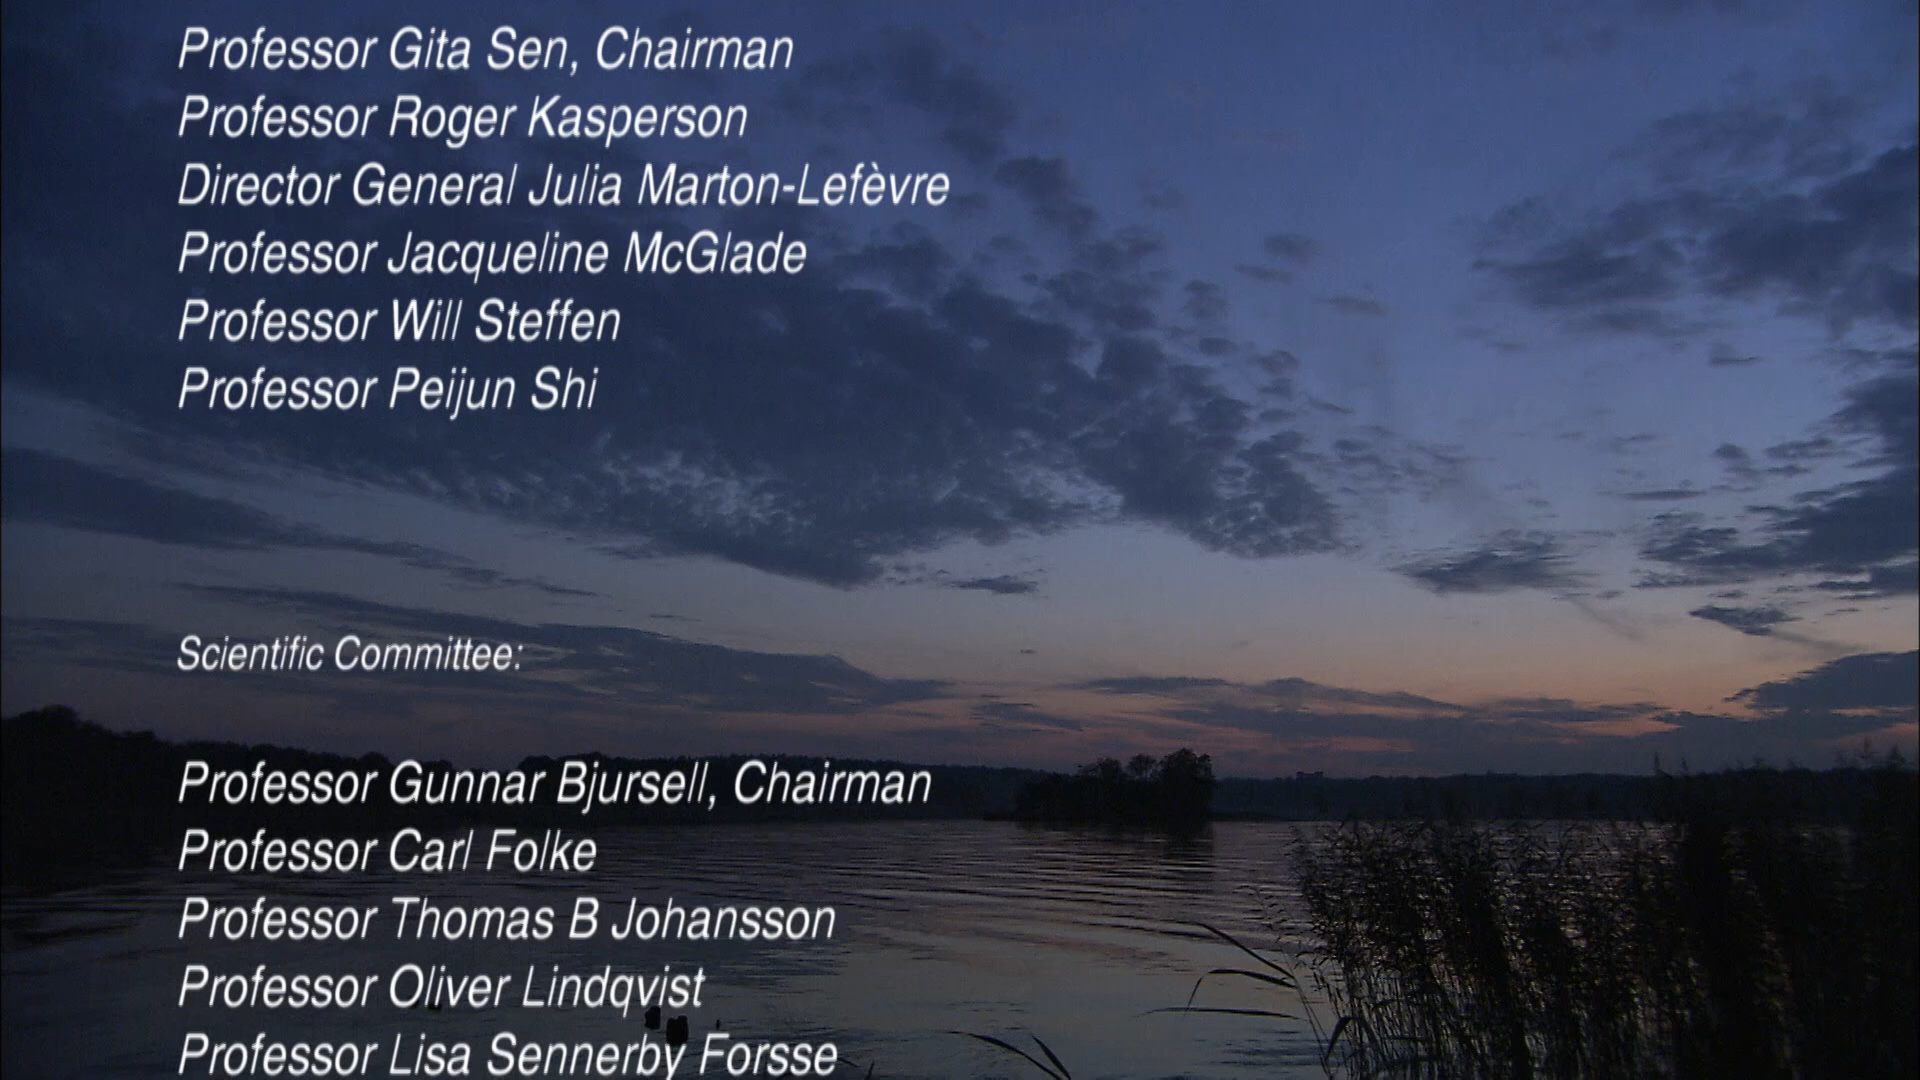 Professor Gita Sen, Chairman
Professor Roger Kasperson
Director General Julia Marton-Lefèvre
Professor Jacqueline McGlade
Professor Will Steffen
Professor Peijun Shi
Scientific Committee:
Professor Gunnar Bjursell, Chairman
Professor Carl Folke
Professor Thomas B Johansson
Professor Oliver Lindqvist
Professor Lisa Sennerby Forsse